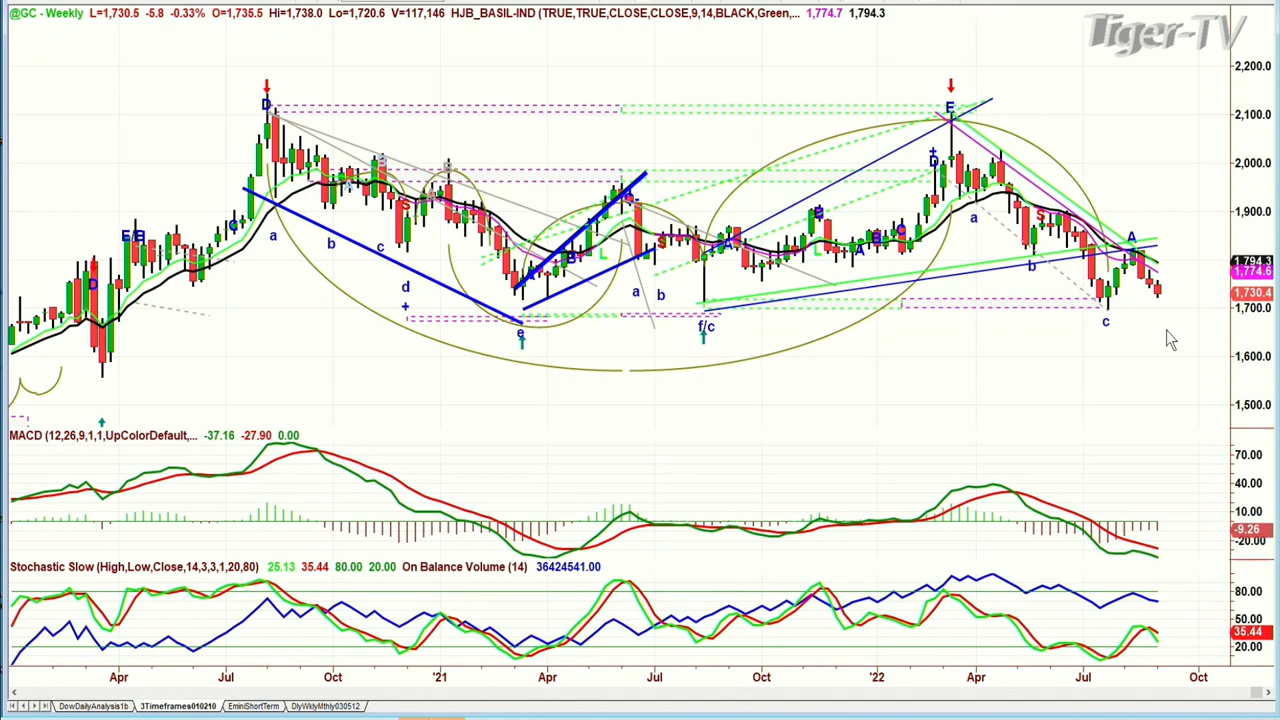 @GC - Weekly L=1,730.5 -5.8 -0.33% O=1,735.5 Hi=1,738.0 Lo=1,720.6 V=117,146 HJB_BASIL-IND (TRUE,TRUE,CLOSE,CLOSE,9,14,BLACK,Green,... 1,774.7 1,794.3
Tiger-TV
2,200.0
D
E
2,100.0
B
B
+
D
2,000.0
+
C
E/B
S
D-
B
S
1,900.0
a
b
c
S
A
B
C
a
A
D
B
L
L
A
b
1,794.3
1,774.6
d
a
b
1,730.4
+
1,700.0
e
f/c
c
1,600.0
1,500.0
MACD (12,26,9,1,1,UpColorDefault,... -37.16 -27.90 0.00
70.00
40.00
10.00
-9.26
-20.00
Stochastic Slow (High,Low,Close,14,3,3,1,20,80) 25.13 35.44 80.00 20.00 On Balance Volume (14) 36424541.00
80.00
50.00
35.44
20.00
Apr Jul Oct '21 Apr Jul Oct '22 Apr Jul Oct
DowDailyAnalysis1b 3Timeframes010210 EminiShortTerm DlyWklyMthly030512